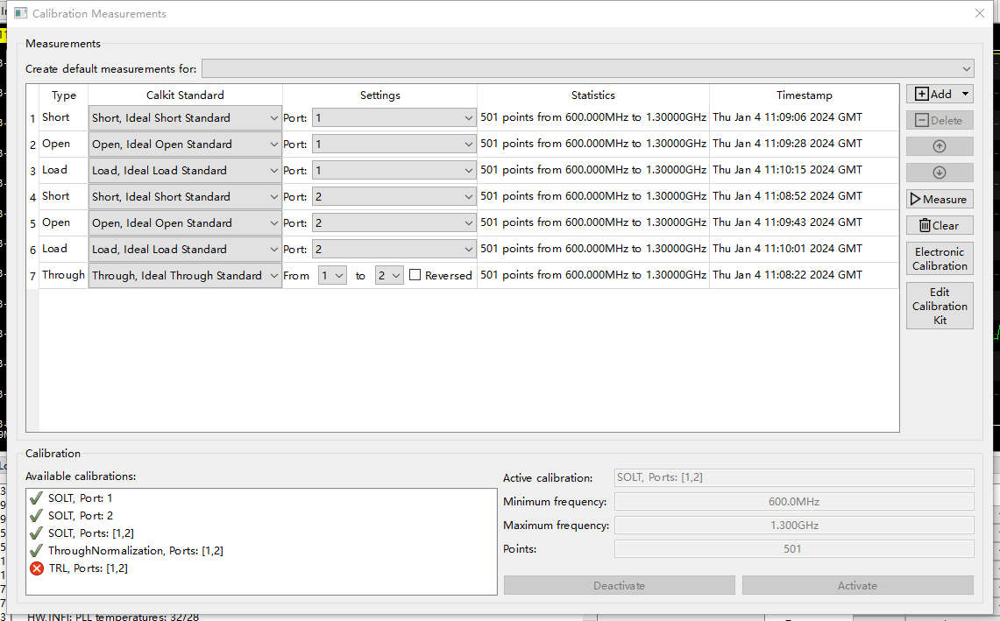 Calibration Measurements
Measurements
Create default measurements for:
Type Calkit Standard Settings Statistics Timestamp
1 Short Short, Ideal Short Standard Port: 1 501 points from 600.000MHz to 1.30000GHz Thu Jan 4 11:09:06 2024 GMT
2 Open Open, Ideal Open Standard Port: 1 501 points from 600.000MHz to 1.30000GHz Thu Jan 4 11:09:28 2024 GMT
3 Load Load, Ideal Load Standard Port: 1 501 points from 600.000MHz to 1.30000GHz Thu Jan 4 11:10:15 2024 GMT
4 Short Short, Ideal Short Standard Port: 2 501 points from 600.000MHz to 1.30000GHz Thu Jan 4 11:08:52 2024 GMT
5 Open Open, Ideal Open Standard Port: 2 501 points from 600.000MHz to 1.30000GHz Thu Jan 4 11:09:43 2024 GMT
6 Load Load, Ideal Load Standard Port: 2 501 points from 600.000MHz to 1.30000GHz Thu Jan 4 11:10:01 2024 GMT
7 Through Through, Ideal Through Standard From 1 to 2 Reversed 501 points from 600.000MHz to 1.30000GHz Thu Jan 4 11:08:22 2024 GMT
Add
Delete
Measure
Clear
Electronic
Calibration
Edit
Calibration
Kit
Calibration
Available calibrations:
SOLT, Port: 1
SOLT, Port: 2
SOLT, Ports: [1,2]
ThroughNormalization, Ports: [1,2]
TRL, Ports: [1,2]
Active calibration: SOLT, Ports: [1,2]
Minimum frequency: 600.0MHz
Maximum frequency: 1.300GHz
Points: 501
Deactivate Activate
HW.INFI: PLL temperatures: 32/28